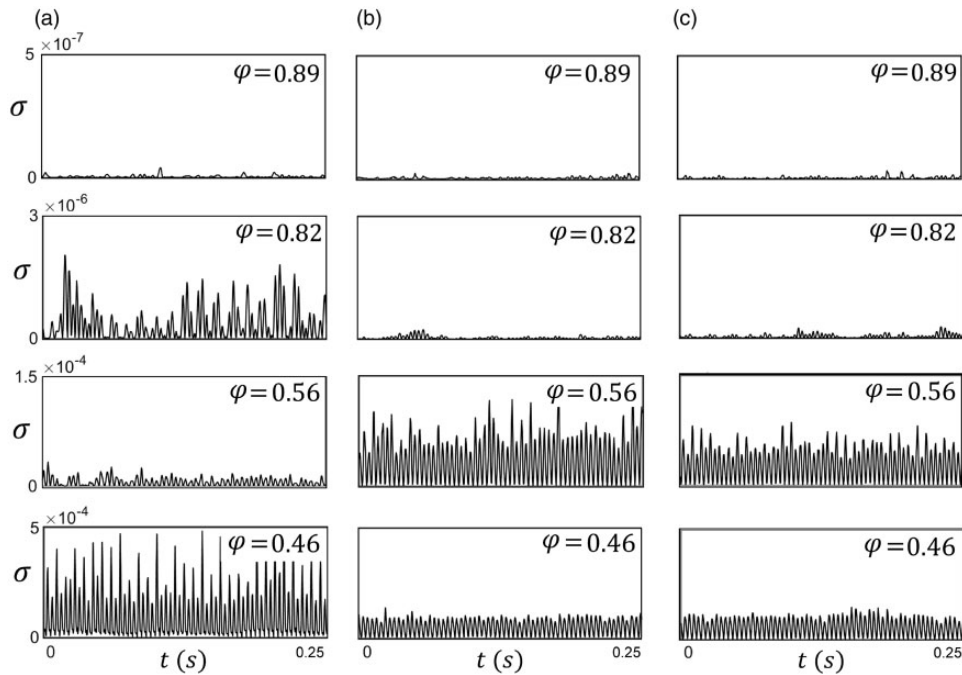 (a) (b) (c)
×10⁻⁷
5
σ
0
φ=0.89
φ=0.89
φ=0.89
×10⁻⁶
3
σ
0
φ=0.82
φ=0.82
φ=0.82
×10⁻⁴
1.5
σ
0
φ=0.56
φ=0.56
φ=0.56
×10⁻⁴
5
σ
0
φ=0.46
φ=0.46
φ=0.46
0 t (s) 0.25
0 t (s) 0.25
0 t (s) 0.25